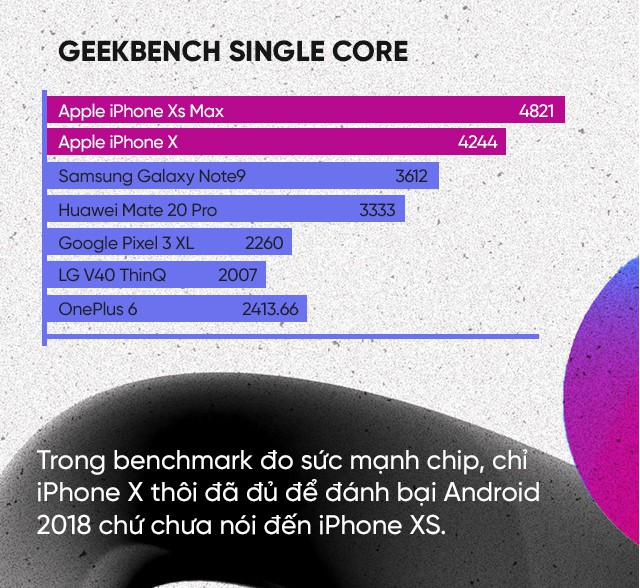 GEEKBENCH SINGLE CORE
Apple iPhone Xs Max 4821
Apple iPhone X 4244
Samsung Galaxy Note9 3612
Huawei Mate 20 Pro 3333
Google Pixel 3 XL 2260
LG V40 ThinQ 2007
OnePlus 6 2413.66
Trong benchmark đo sức mạnh chip, chỉ
iPhone X thôi đã đủ để đánh bại Android
2018 chứ chưa nói đến iPhone XS.